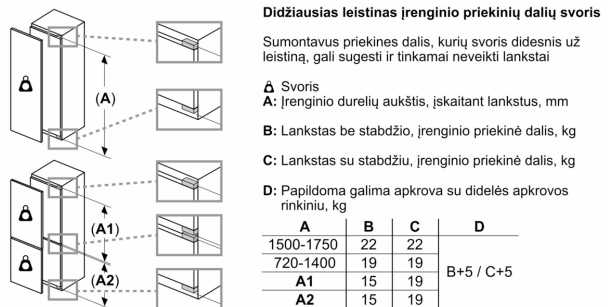 Didžiausias leistinas įrenginio priekinių dalių svoris
Sumontavus priekines dalis, kurių svoris didesnis už
leistiną, gali sugesti ir tinkamai neveikti lankstai
Svoris
A: Įrenginio durelių aukštis, įskaitant lankstus, mm
B: Lankstas be stabdžio, įrenginio priekinė dalis, kg
C: Lankstas su stabdžiu, įrenginio priekinė dalis, kg
D: Papildoma galima apkrova su didelės apkrovos
rinkiniu, kg
A B C D
1500-1750 22 22
720-1400 19 19
B+5 / C+5
A1 15 19
A2 15 19
(A)
(A1)
(A2)